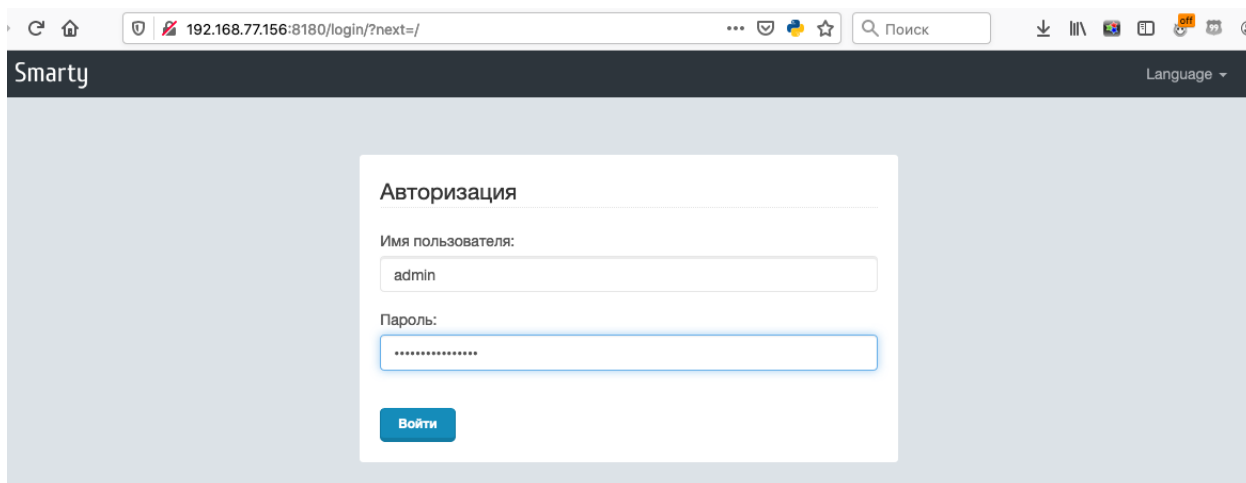 192.168.77.156:8180/login/?next=/
Поиск
off
Smarty
Language
Авторизация
Имя пользователя:
admin
Пароль:
••••••••••••••••
Войти